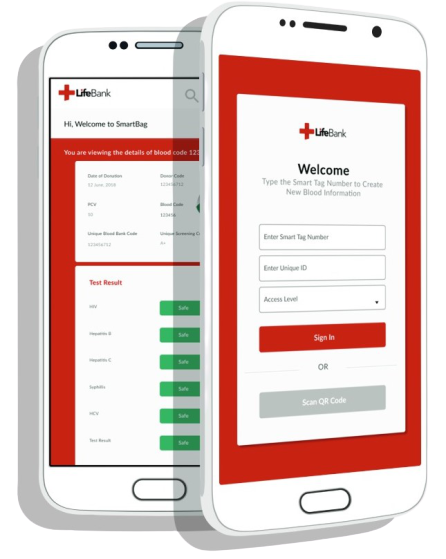 LifeBank
Hi, Welcome to SmartBag
You are viewing the details of blood code 123
Date of Donation
Donor Code
12 June, 2018
123456712
PCV
Blood Code
123456
Unique Blood Bank Code
Unique Screening C
123456712
Test Result
HIV
Safe
Hepatitis B
Safe
Hepatitis C
Safe
Syphilis
Safe
HCV
Safe
Test Result
Safe
LifeBank
Welcome
Type the Smart Tag Number to Create
New Blood Information
Enter Smart Tag Number
Enter Unique ID
Access Level
Sign In
OR
Scan QR Code